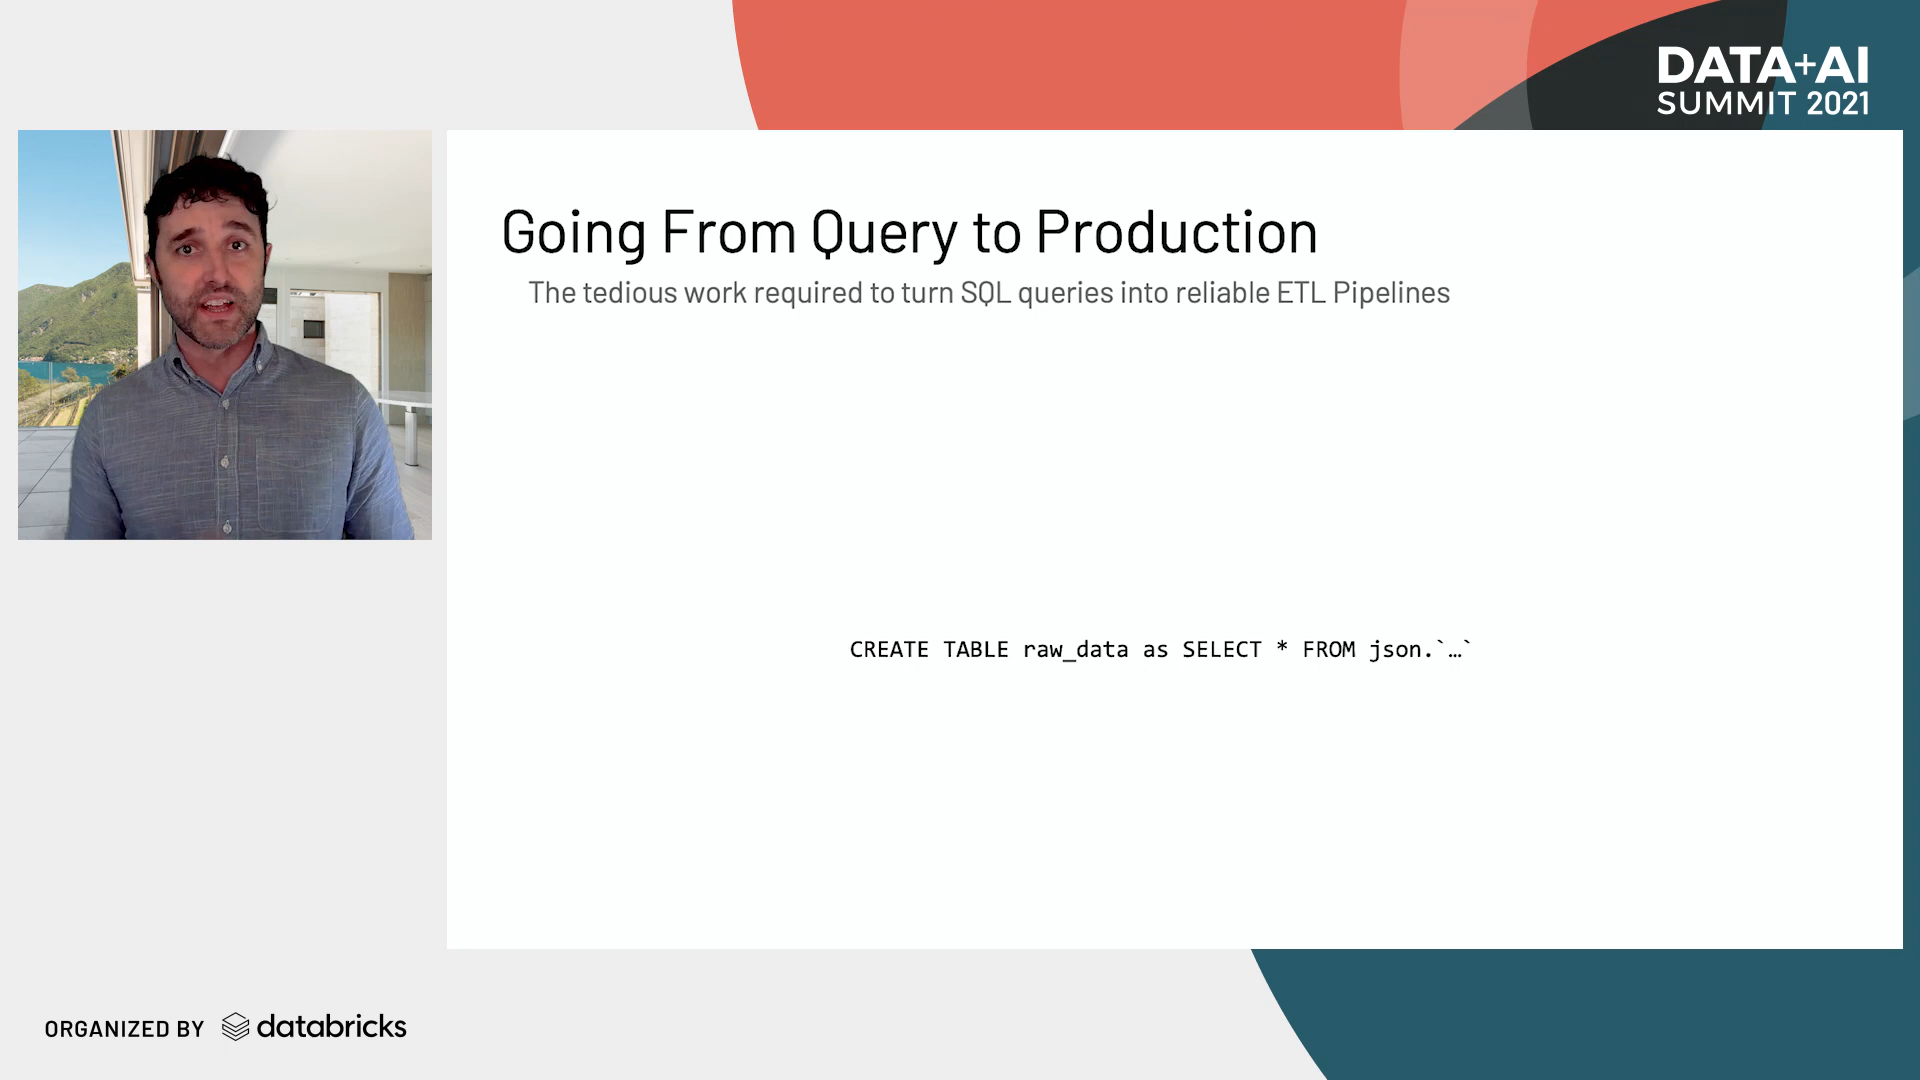 DATA+AI
SUMMIT 2021
Going From Query to Production
The tedious work required to turn SQL queries into reliable ETL Pipelines
CREATE TABLE raw_data as SELECT * FROM json.`…`
ORGANIZED BY databricks